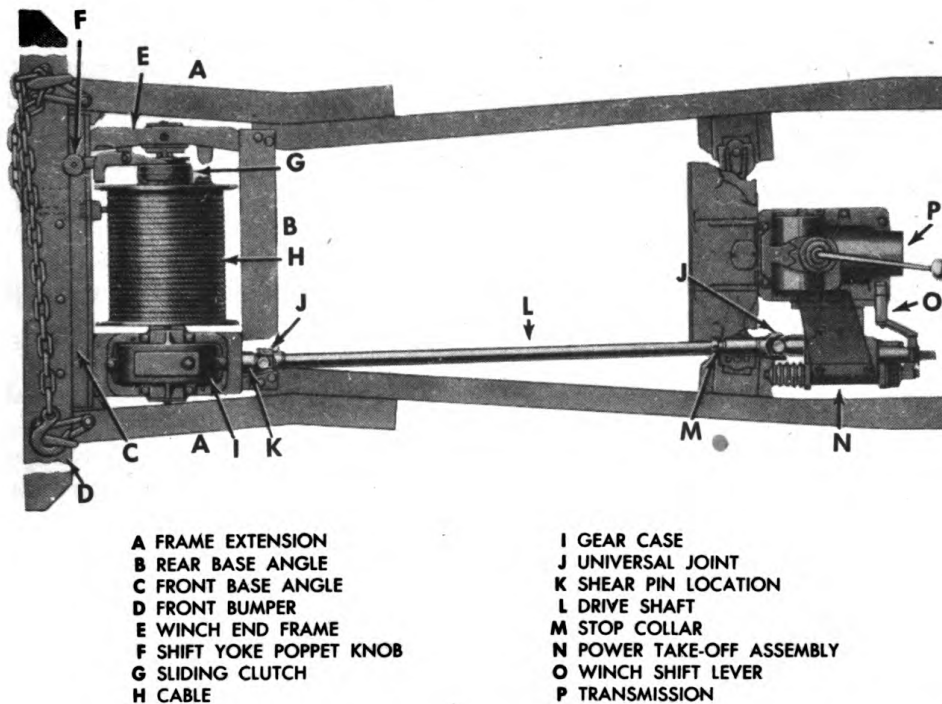 F
E
A
G
B
H
J
L
J
P
O
A
I
K
C
D
M
N
A FRAME EXTENSION
B REAR BASE ANGLE
C FRONT BASE ANGLE
D FRONT BUMPER
E WINCH END FRAME
F SHIFT YOKE POPPET KNOB
G SLIDING CLUTCH
H CABLE
I GEAR CASE
J UNIVERSAL JOINT
K SHEAR PIN LOCATION
L DRIVE SHAFT
M STOP COLLAR
N POWER TAKE-OFF ASSEMBLY
O WINCH SHIFT LEVER
P TRANSMISSION